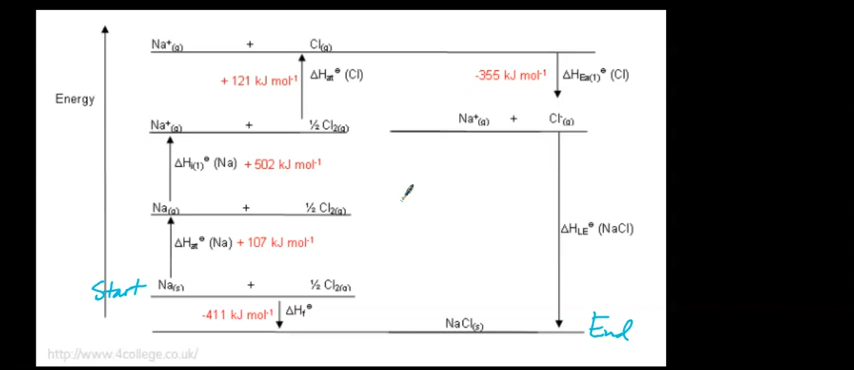 Na⁺(g) + Cl(g)
+ 121 kJ mol⁻¹ ΔHat⊖ (Cl)
-355 kJ mol⁻¹ ΔHEa(1)⊖ (Cl)
Energy
Na⁺(g) + ½ Cl2(g)
Na⁺(g) + Cl⁻(g)
ΔHi(1)⊖ (Na) + 502 kJ mol⁻¹
Na(g) + ½ Cl2(g)
ΔHat⊖ (Na) + 107 kJ mol⁻¹
ΔHLE⊖ (NaCl)
Start Na(s) + ½ Cl2(g)
-411 kJ mol⁻¹ ΔHf⊖
NaCl(s) End
http://www.4college.co.uk/